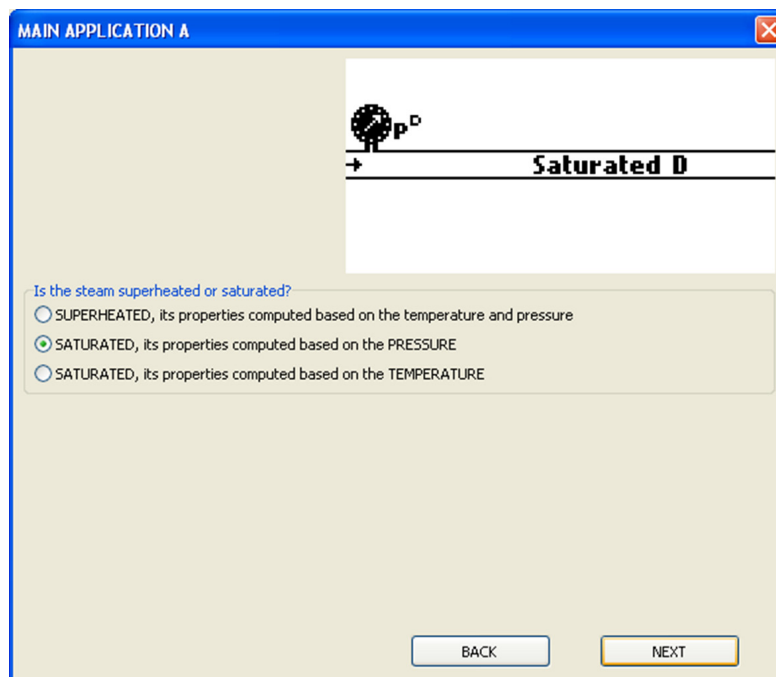 MAIN APPLICATION A
pD
Saturated D
Is the steam superheated or saturated?
SUPERHEATED, its properties computed based on the temperature and pressure
SATURATED, its properties computed based on the PRESSURE
SATURATED, its properties computed based on the TEMPERATURE
BACK NEXT